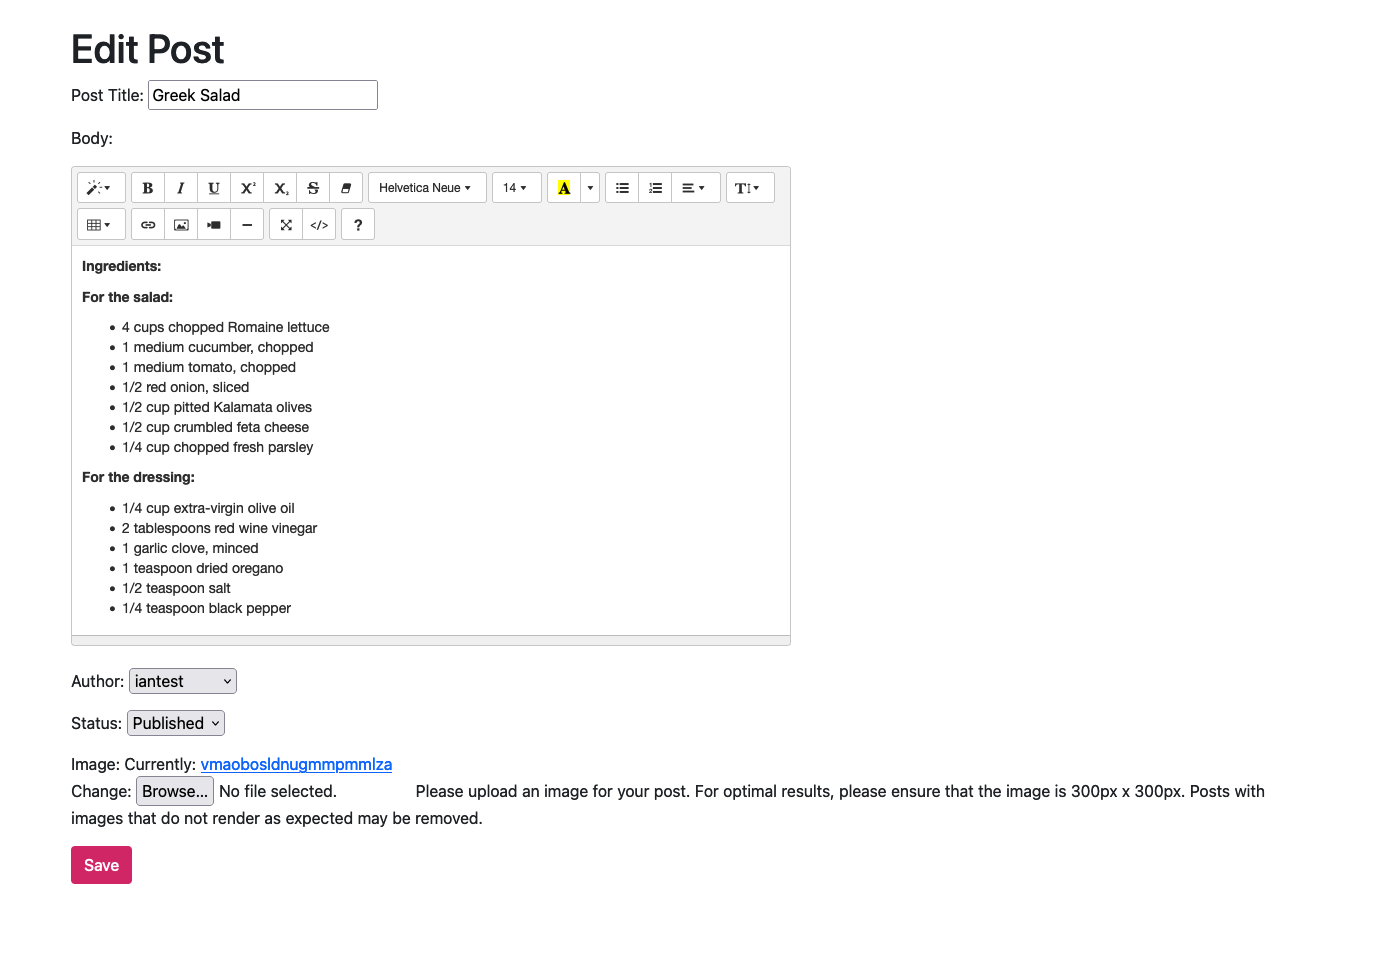 Edit Post
Post Title: Greek Salad
Body:
B I U X² X₂ S Helvetica Neue 14 A TI
</> ?
Ingredients:
For the salad:
• 4 cups chopped Romaine lettuce
• 1 medium cucumber, chopped
• 1 medium tomato, chopped
• 1/2 red onion, sliced
• 1/2 cup pitted Kalamata olives
• 1/2 cup crumbled feta cheese
• 1/4 cup chopped fresh parsley
For the dressing:
• 1/4 cup extra-virgin olive oil
• 2 tablespoons red wine vinegar
• 1 garlic clove, minced
• 1 teaspoon dried oregano
• 1/2 teaspoon salt
• 1/4 teaspoon black pepper
Author: iantest
Status: Published
Image: Currently: vmaobosldnugmmpmmlza
Change: Browse... No file selected. Please upload an image for your post. For optimal results, please ensure that the image is 300px x 300px. Posts with
images that do not render as expected may be removed.
Save